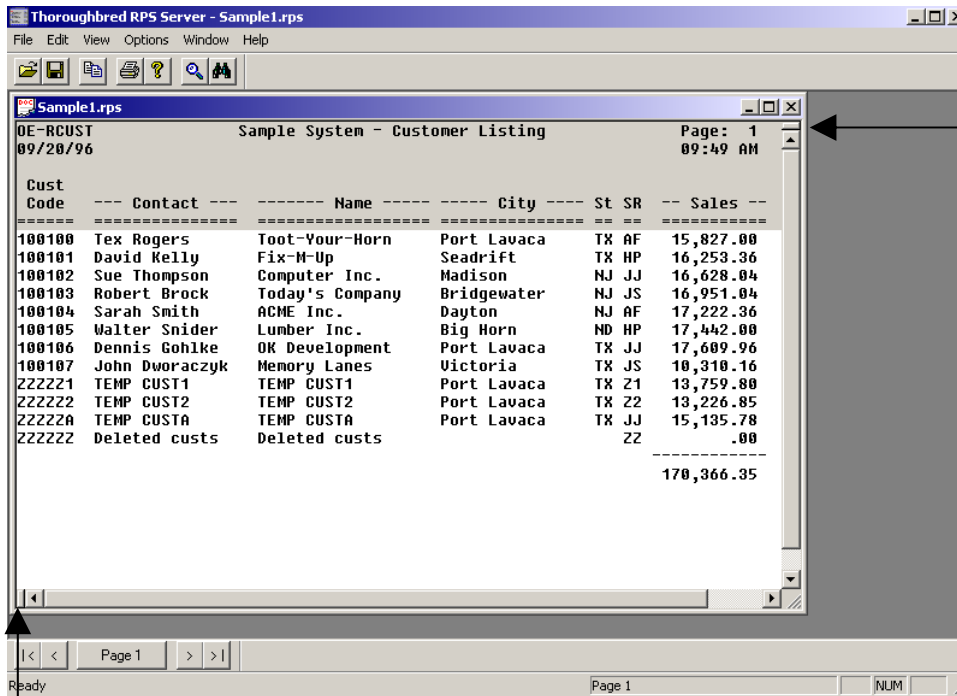 Thoroughbred RPS Server - Sample1.rps
File Edit View Options Window Help
Sample1.rps
OE-RCUST Sample System - Customer Listing Page: 1
09/20/96 09:49 AM
Cust
Code --- Contact --- ------- Name ----- ----- City ---- St SR -- Sales --
====== =============== ================== =============== == == ===========
100100 Tex Rogers Toot-Your-Horn Port Lavaca TX AF 15,827.00
100101 David Kelly Fix-M-Up Seadrift TX HP 16,253.36
100102 Sue Thompson Computer Inc. Madison NJ JJ 16,628.04
100103 Robert Brock Today's Company Bridgewater NJ JS 16,951.04
100104 Sarah Smith ACME Inc. Dayton NJ AF 17,222.36
100105 Walter Snider Lumber Inc. Big Horn ND HP 17,442.00
100106 Dennis Gohlke OK Development Port Lavaca TX JJ 17,609.96
100107 John Dworaczyk Memory Lanes Victoria TX JS 10,310.16
ZZZZZ1 TEMP CUST1 TEMP CUST1 Port Lavaca TX Z1 13,759.80
ZZZZZ2 TEMP CUST2 TEMP CUST2 Port Lavaca TX Z2 13,226.85
ZZZZZA TEMP CUSTA TEMP CUSTA Port Lavaca TX JJ 15,135.78
ZZZZZZ Deleted custs Deleted custs ZZ .00
------------
170,366.35
|< < Page 1 > >|
Ready Page 1 NUM